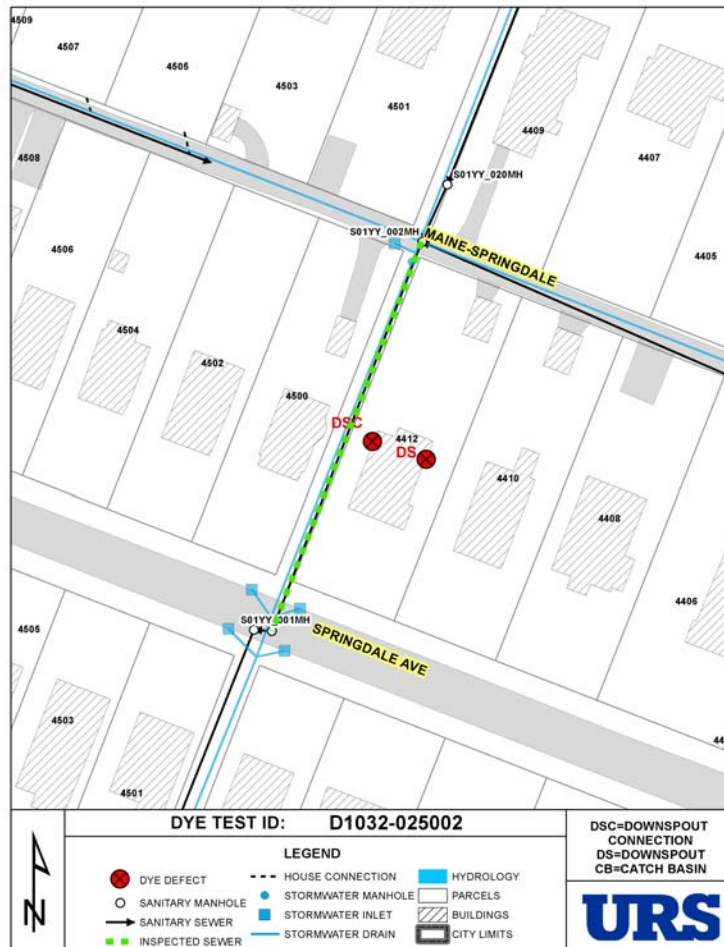 4509
4507
4505
4503
4501
4409
4407
4405
4508
S01YY_020MH
S01YY_002MH
MAINE-SPRINGDALE
4506
4504
4502
4500
DSC
4412
DS
4410
4408
4406
4505
S01YY_001MH
SPRINGDALE AVE
4503
4501
44
DYE TEST ID: D1032-025002
LEGEND
DYE DEFECT
SANITARY MANHOLE
SANITARY SEWER
INSPECTED SEWER
HOUSE CONNECTION
STORMWATER MANHOLE
STORMWATER INLET
STORMWATER DRAIN
HYDROLOGY
PARCELS
BUILDINGS
CITY LIMITS
DSC=DOWNSPOUT
CONNECTION
DS=DOWNSPOUT
CB=CATCH BASIN
N
URS